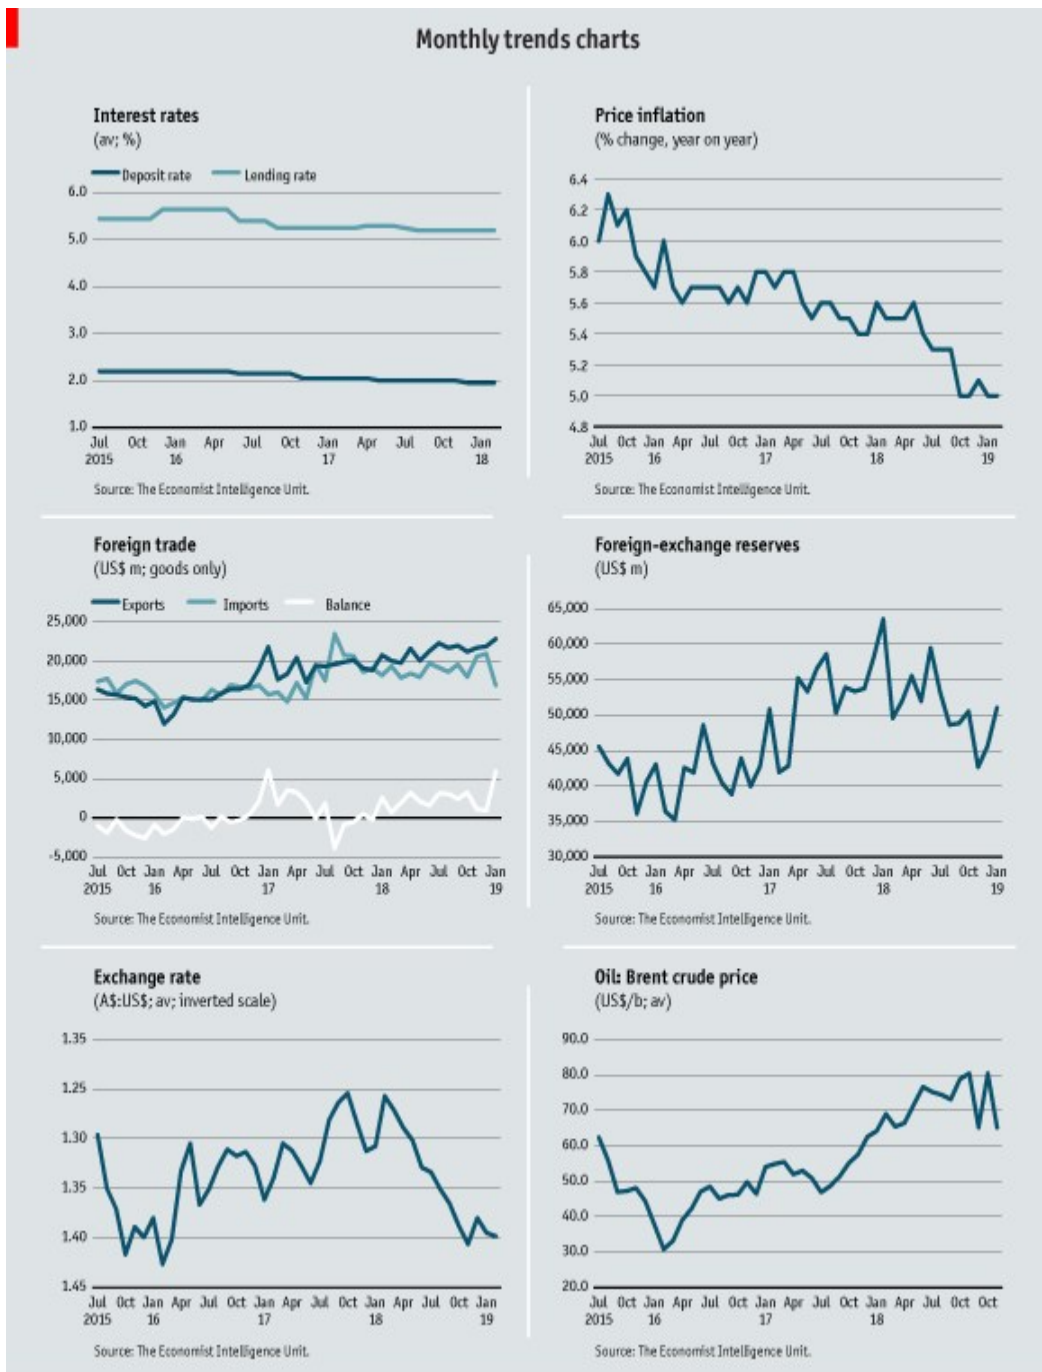 Monthly trends charts
Interest rates
(av; %)
Deposit rate Lending rate
6.0
5.0
4.0
3.0
2.0
1.0
Jul Oct Jan Apr Jul Oct Jan Apr Jul Oct Jan
2015 16 17 18
Source: The Economist Intelligence Unit.
Price inflation
(% change, year on year)
6.4
6.2
6.0
5.8
5.6
5.4
5.2
5.0
4.8
Jul Oct Jan Apr Jul Oct Jan Apr Jul Oct Jan Apr Jul Oct Jan
2015 16 17 18 19
Source: The Economist Intelligence Unit.
Foreign trade
(US$ m; goods only)
Exports Imports Balance
25,000
20,000
15,000
10,000
5,000
0
-5,000
Jul Oct Jan Apr Jul Oct Jan Apr Jul Oct Jan Apr Jul Oct Jan
2015 16 17 18 19
Source: The Economist Intelligence Unit.
Foreign-exchange reserves
(US$ m)
65,000
60,000
55,000
50,000
45,000
40,000
35,000
30,000
Jul Oct Jan Apr Jul Oct Jan Apr Jul Oct Jan Apr Jul Oct Jan
2015 16 17 18 19
Source: The Economist Intelligence Unit.
Exchange rate
(A$:US$; av; inverted scale)
1.35
1.25
1.30
1.35
1.40
1.45
Jul Oct Jan Apr Jul Oct Jan Apr Jul Oct Jan Apr Jul Oct Jan
2015 16 17 18 19
Source: The Economist Intelligence Unit.
Oil: Brent crude price
(US$/b; av)
90.0
80.0
70.0
60.0
50.0
40.0
30.0
20.0
Jul Oct Jan Apr Jul Oct Jan Apr Jul Oct Jan Apr Jul Oct Oct
2015 16 17 18
Source: The Economist Intelligence Unit.